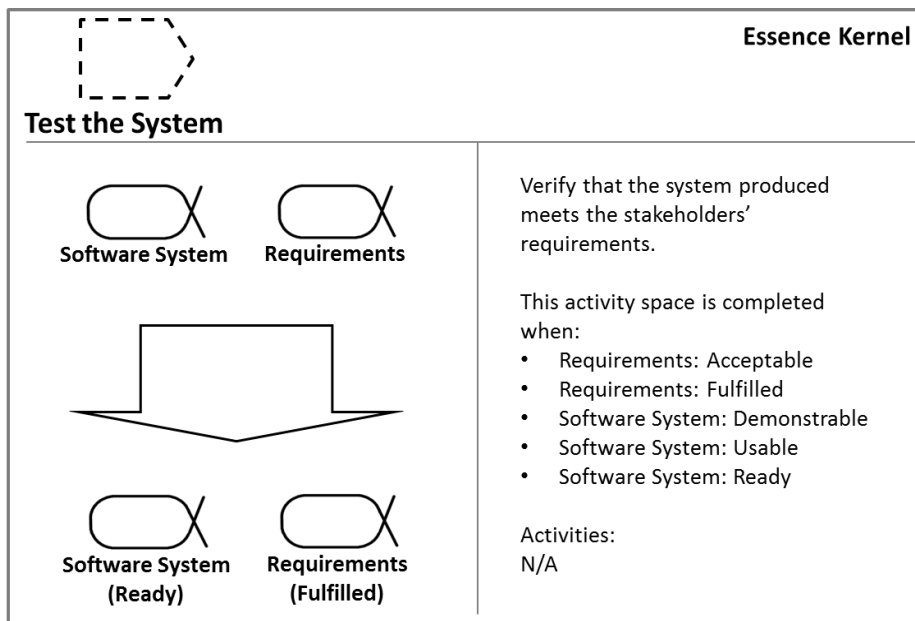 Essence Kernel
Test the System
Software System
Requirements
Software System
(Ready)
Requirements
(Fulfilled)
Verify that the system produced
meets the stakeholders’
requirements.
This activity space is completed
when:
• Requirements: Acceptable
• Requirements: Fulfilled
• Software System: Demonstrable
• Software System: Usable
• Software System: Ready
Activities:
N/A